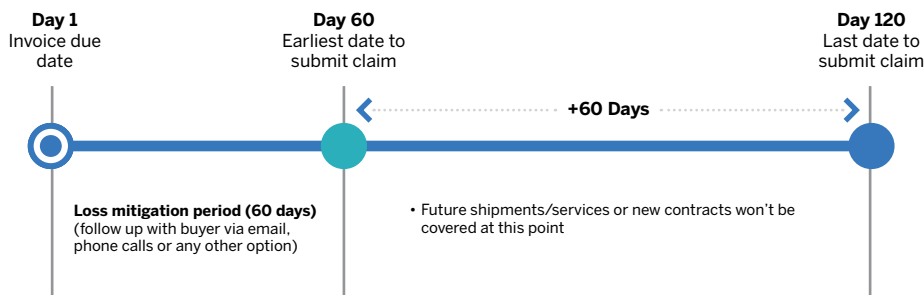 Day 1
Invoice due
date
Day 60
Earliest date to
submit claim
Day 120
Last date to
submit claim
+60 Days
Loss mitigation period (60 days)
(follow up with buyer via email,
phone calls or any other option)
• Future shipments/services or new contracts won't be
covered at this point